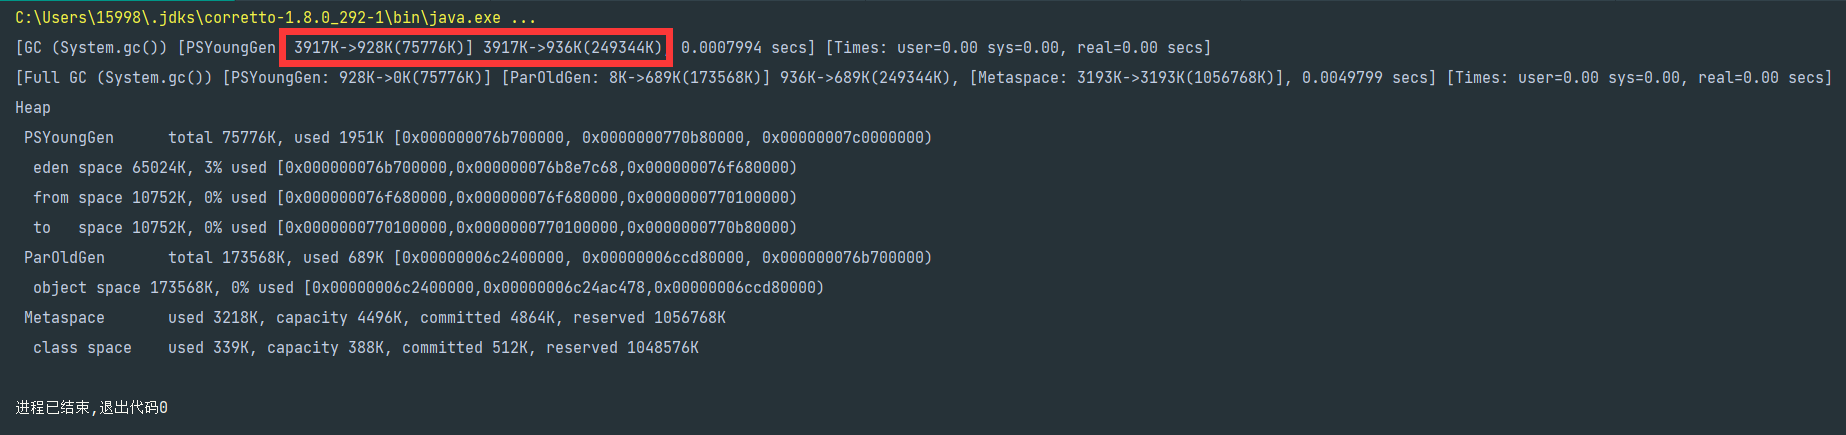 C:\Users\15998\.jdks\corretto-1.8.0_292-1\bin\java.exe ...
[GC (System.gc()) [PSYoungGen 3917K->928K(75776K)] 3917K->936K(249344K) 0.0007994 secs] [Times: user=0.00 sys=0.00, real=0.00 secs]
[Full GC (System.gc()) [PSYoungGen: 928K->0K(75776K)] [ParOldGen: 8K->689K(173568K)] 936K->689K(249344K), [Metaspace: 3193K->3193K(1056768K)], 0.0049799 secs] [Times: user=0.00 sys=0.00, real=0.00 secs]
Heap
 PSYoungGen      total 75776K, used 1951K [0x000000076b700000, 0x0000000770b80000, 0x00000007c0000000)
  eden space 65024K, 3% used [0x000000076b700000,0x000000076b8e7c68,0x000000076f680000)
  from space 10752K, 0% used [0x000000076f680000,0x000000076f680000,0x0000000770100000)
  to   space 10752K, 0% used [0x0000000770100000,0x0000000770100000,0x0000000770b80000)
 ParOldGen       total 173568K, used 689K [0x00000006c2400000, 0x00000006ccd80000, 0x000000076b700000)
  object space 173568K, 0% used [0x00000006c2400000,0x00000006c24ac478,0x00000006ccd80000)
 Metaspace       used 3218K, capacity 4496K, committed 4864K, reserved 1056768K
  class space    used 339K, capacity 388K, committed 512K, reserved 1048576K
进程已结束,退出代码0